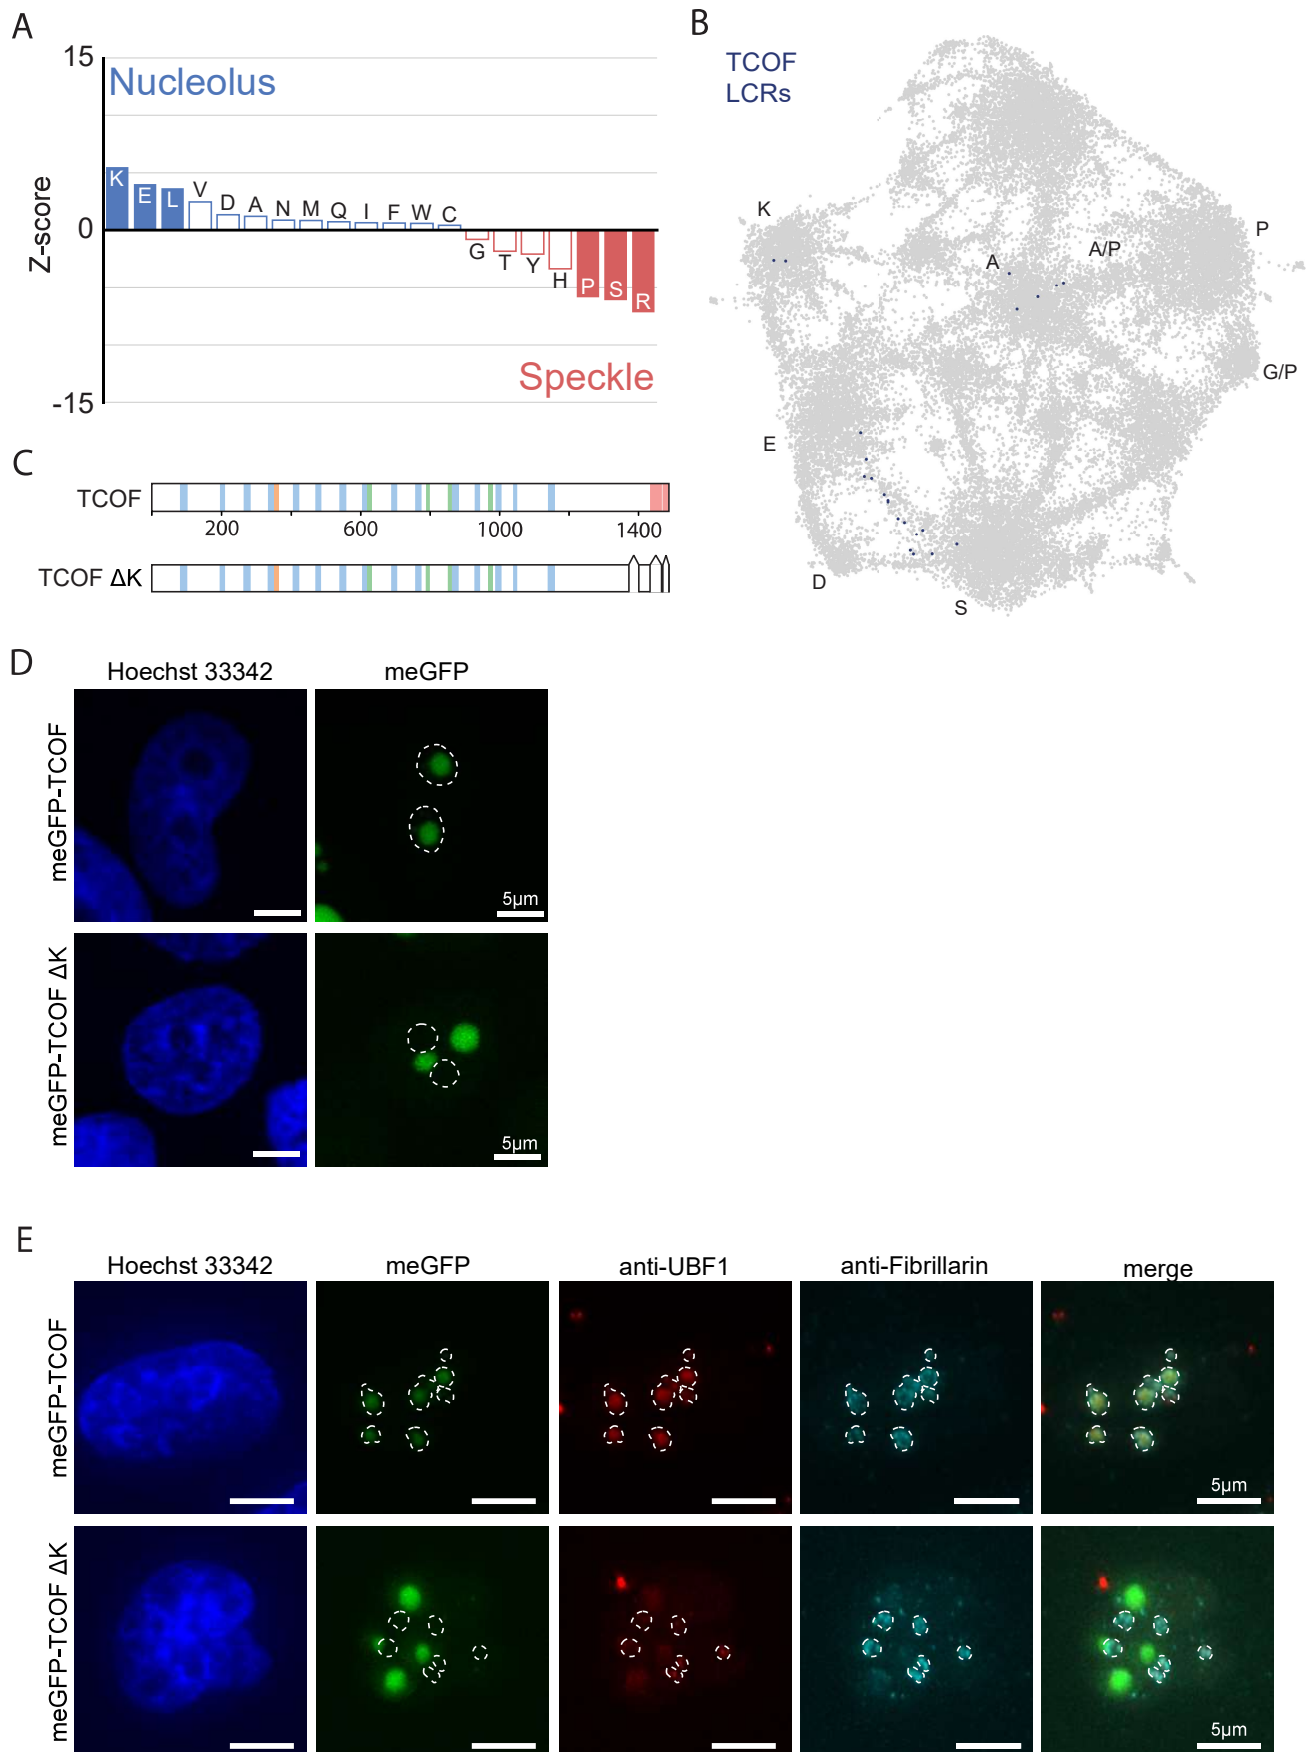 A
15
Nucleolus
Z-score
0
-15
K E L V D A N M Q I F W C
G T Y H P S R
Speckle
B
TCOF
LCRs
K
A
A/P
P
G/P
E
D
S
C
TCOF
200 600 1000 1400
TCOF ΔK
D
Hoechst 33342 meGFP
meGFP-TCOF
5μm
meGFP-TCOF ΔK
5μm
E
Hoechst 33342 meGFP anti-UBF1 anti-Fibrillarin merge
meGFP-TCOF
5μm
meGFP-TCOF ΔK
5μm